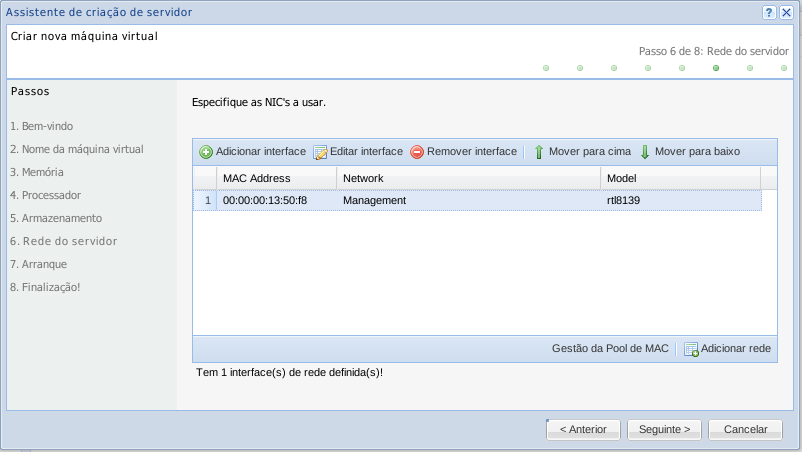 Assistente de criação de servidor
Criar nova máquina virtual
Passo 6 de 8: Rede do servidor
Passos
1. Bem-vindo
2. Nome da máquina virtual
3. Memória
4. Processador
5. Armazenamento
6. Rede do servidor
7. Arranque
8. Finalização!
Especifique as NIC's a usar.
Adicionar interface Editar interface Remover interface Mover para cima Mover para baixo
MAC Address Network Model
1 00:00:00:13:50:f8 Management rtl8139
Gestão da Pool de MAC Adicionar rede
Tem 1 interface(s) de rede definida(s)!
< Anterior Seguinte > Cancelar